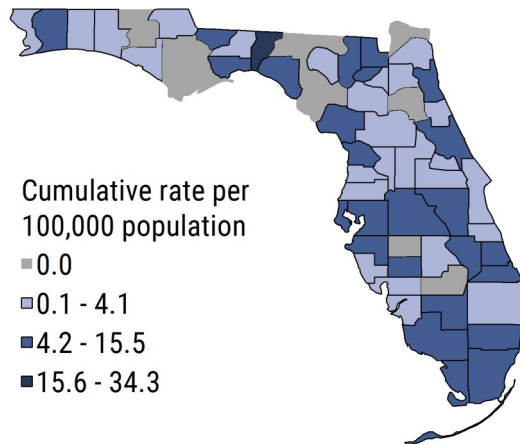 Cumulative rate per
100,000 population
0.0
0.1 - 4.1
4.2 - 15.5
15.6 - 34.3